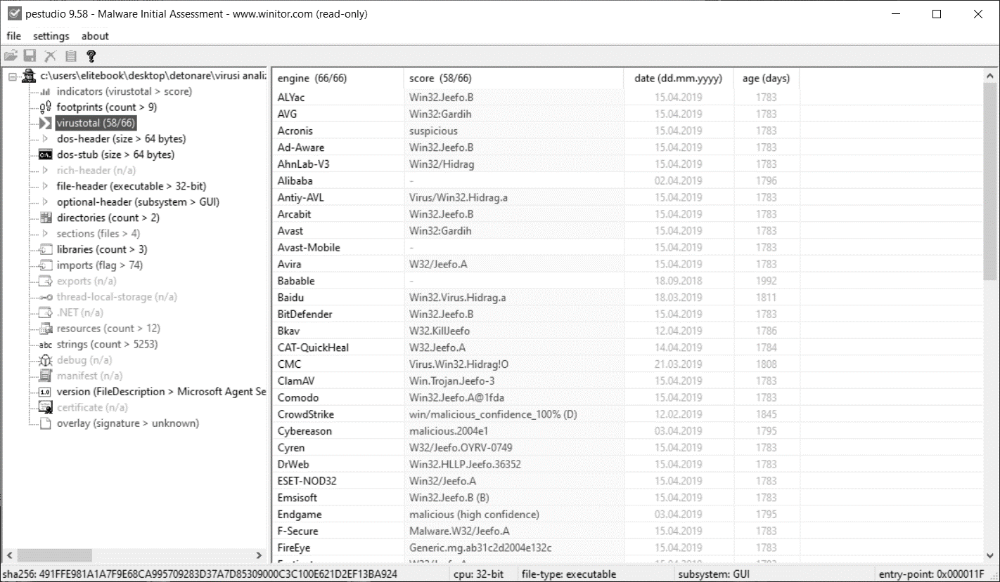 pestudio 9.58 - Malware Initial Assessment - www.winitor.com (read-only)
file settings about
c:\users\elitebook\desktop\detonare\virusi analiz
indicators (virustotal > score)
footprints (count > 9)
virustotal (58/66)
dos-header (size > 64 bytes)
dos-stub (size > 64 bytes)
rich-header (n/a)
file-header (executable > 32-bit)
optional-header (subsystem > GUI)
directories (count > 2)
sections (files > 4)
libraries (count > 3)
imports (flag > 74)
exports (n/a)
thread-local-storage (n/a)
.NET (n/a)
resources (count > 12)
abc strings (count > 5253)
debug (n/a)
manifest (n/a)
1.0 version (FileDescription > Microsoft Agent Se
certificate (n/a)
overlay (signature > unknown)
engine (66/66) score (58/66) date (dd.mm.yyyy) age (days)
ALYac Win32.Jeefo.B 15.04.2019 1783
AVG Win32:Gardih 15.04.2019 1783
Acronis suspicious 15.04.2019 1783
Ad-Aware Win32.Jeefo.B 15.04.2019 1783
AhnLab-V3 Win32/Hidrag 15.04.2019 1783
Alibaba - 02.04.2019 1796
Antiy-AVL Virus/Win32.Hidrag.a 15.04.2019 1783
Arcabit Win32.Jeefo.B 15.04.2019 1783
Avast Win32:Gardih 15.04.2019 1783
Avast-Mobile - 15.04.2019 1783
Avira W32/Jeefo.A 15.04.2019 1783
Babable - 18.09.2018 1992
Baidu Win32.Virus.Hidrag.a 18.03.2019 1811
BitDefender Win32.Jeefo.B 15.04.2019 1783
Bkav W32.KillJeefo 12.04.2019 1786
CAT-QuickHeal W32.Jeefo.A 14.04.2019 1784
CMC Virus.Win32.Hidrag!O 21.03.2019 1808
ClamAV Win.Trojan.Jeefo-3 15.04.2019 1783
Comodo Win32.Jeefo.A@1fda 15.04.2019 1783
CrowdStrike win/malicious_confidence_100% (D) 12.02.2019 1845
Cybereason malicious.2004e1 03.04.2019 1795
Cyren W32/Jeefo.OYRV-0749 15.04.2019 1783
DrWeb Win32.HLLP.Jeefo.36352 15.04.2019 1783
ESET-NOD32 Win32/Jeefo.A 15.04.2019 1783
Emsisoft Win32.Jeefo.B (B) 15.04.2019 1783
Endgame malicious (high confidence) 03.04.2019 1795
F-Secure Malware.W32/Jeefo.A 15.04.2019 1783
FireEye Generic.mg.ab31c2d2004e132c 15.04.2019 1783
sha256: 491FFE981A1A7F9E68CA995709283D37A7D85309000C3C100E621D2EF13BA924 cpu: 32-bit file-type: executable subsystem: GUI entry-point: 0x000011F